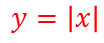 y = |x|